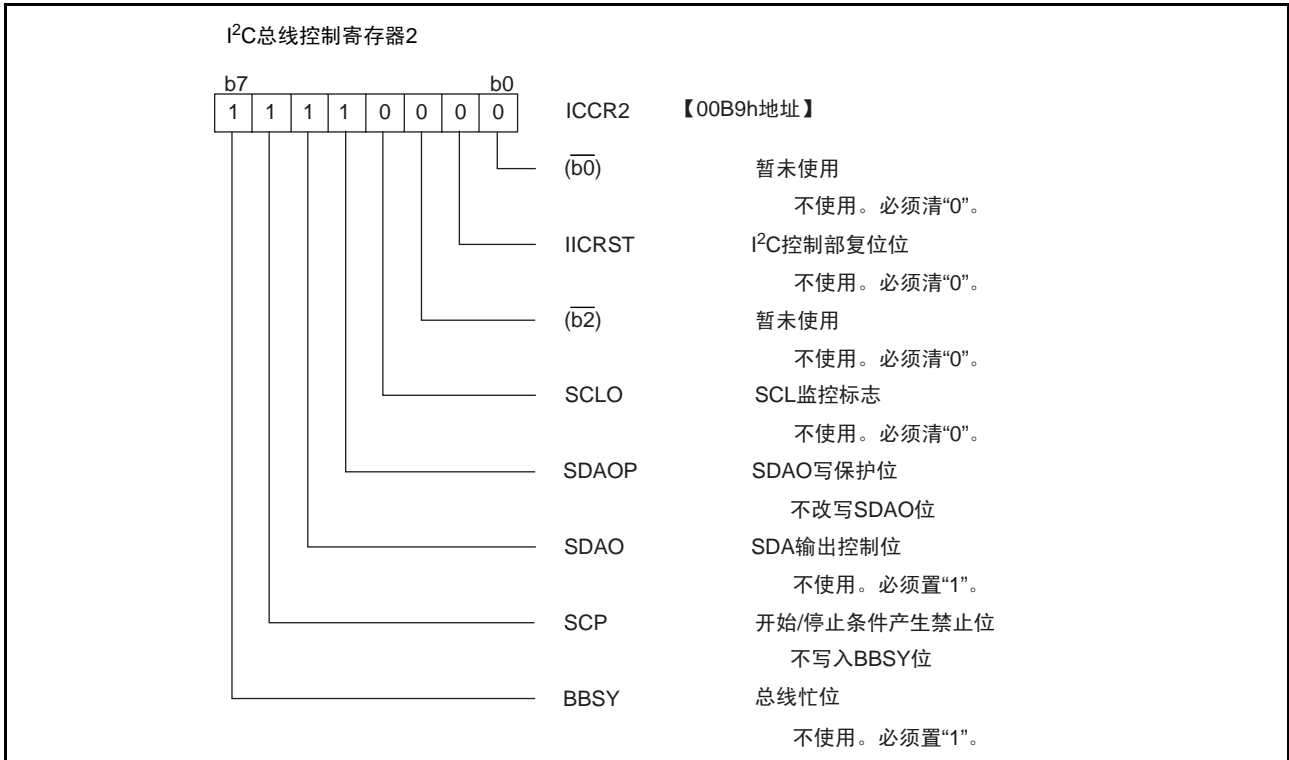 I²C总线控制寄存器2
b7 b0
1 1 1 1 0 0 0 0 ICCR2 【00B9h地址】
(b̅0̅) 暂未使用
不使用。必须清“0”。
IICRST I²C控制部复位位
不使用。必须清“0”。
(b̅2̅) 暂未使用
不使用。必须清“0”。
SCLO SCL监控标志
不使用。必须清“0”。
SDAOP SDAO写保护位
不改写SDAO位
SDAO SDA输出控制位
不使用。必须置“1”。
SCP 开始/停止条件产生禁止位
不写入BBSY位
BBSY 总线忙位
不使用。必须置“1”。